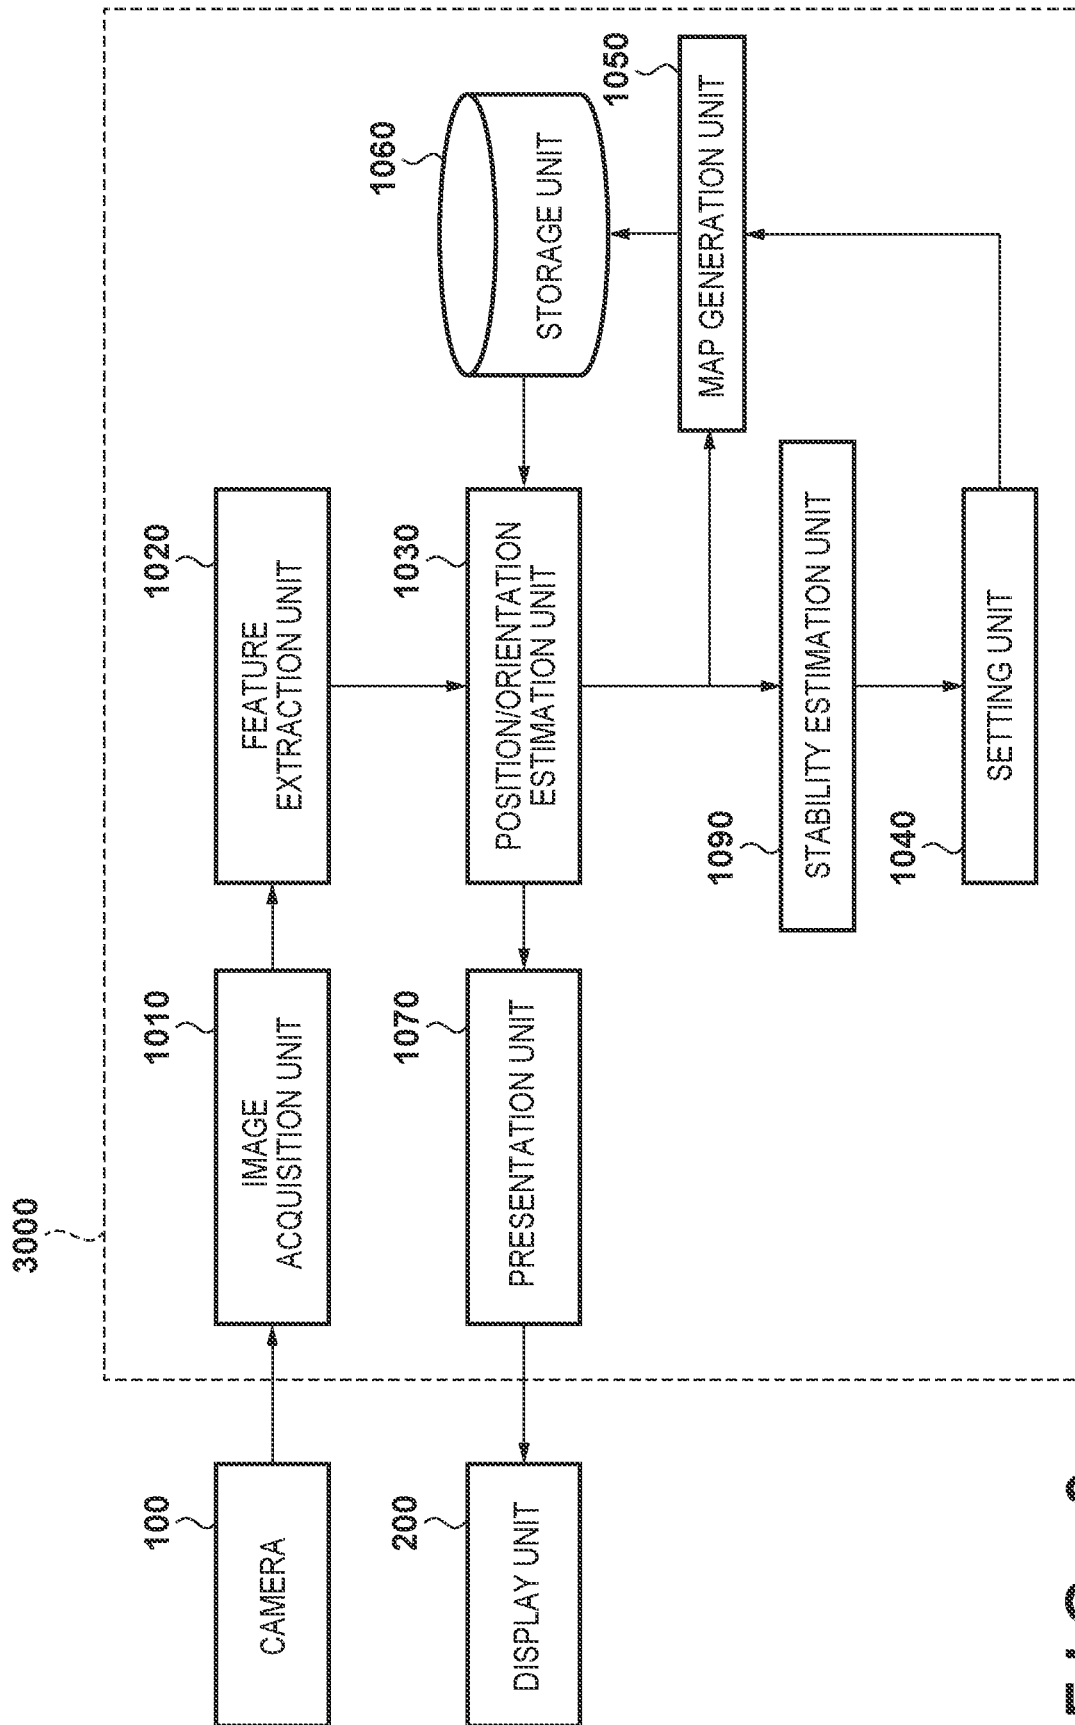 3000
100
CAMERA
1010
IMAGE
ACQUISITION UNIT
1020
FEATURE
EXTRACTION UNIT
200
DISPLAY UNIT
1070
PRESENTATION UNIT
1030
POSITION/ORIENTATION
ESTIMATION UNIT
1060
STORAGE UNIT
1050
MAP GENERATION UNIT
1090
STABILITY ESTIMATION UNIT
1040
SETTING UNIT